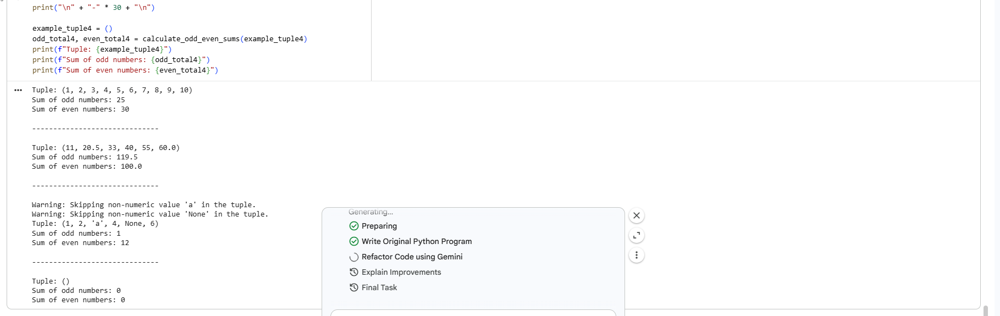 print("\n" + "-" * 30 + "\n")
example_tuple4 = ()
odd_total4, even_total4 = calculate_odd_even_sums(example_tuple4)
print(f"Tuple: {example_tuple4}")
print(f"Sum of odd numbers: {odd_total4}")
print(f"Sum of even numbers: {even_total4}")
Tuple: (1, 2, 3, 4, 5, 6, 7, 8, 9, 10)
Sum of odd numbers: 25
Sum of even numbers: 30
------------------------------
Tuple: (11, 20.5, 33, 40, 55, 60.0)
Sum of odd numbers: 119.5
Sum of even numbers: 100.0
------------------------------
Warning: Skipping non-numeric value 'a' in the tuple.
Warning: Skipping non-numeric value 'None' in the tuple.
Tuple: (1, 2, 'a', 4, None, 6)
Sum of odd numbers: 1
Sum of even numbers: 12
------------------------------
Tuple: ()
Sum of odd numbers: 0
Sum of even numbers: 0
Generating...
Preparing
Write Original Python Program
Refactor Code using Gemini
Explain Improvements
Final Task